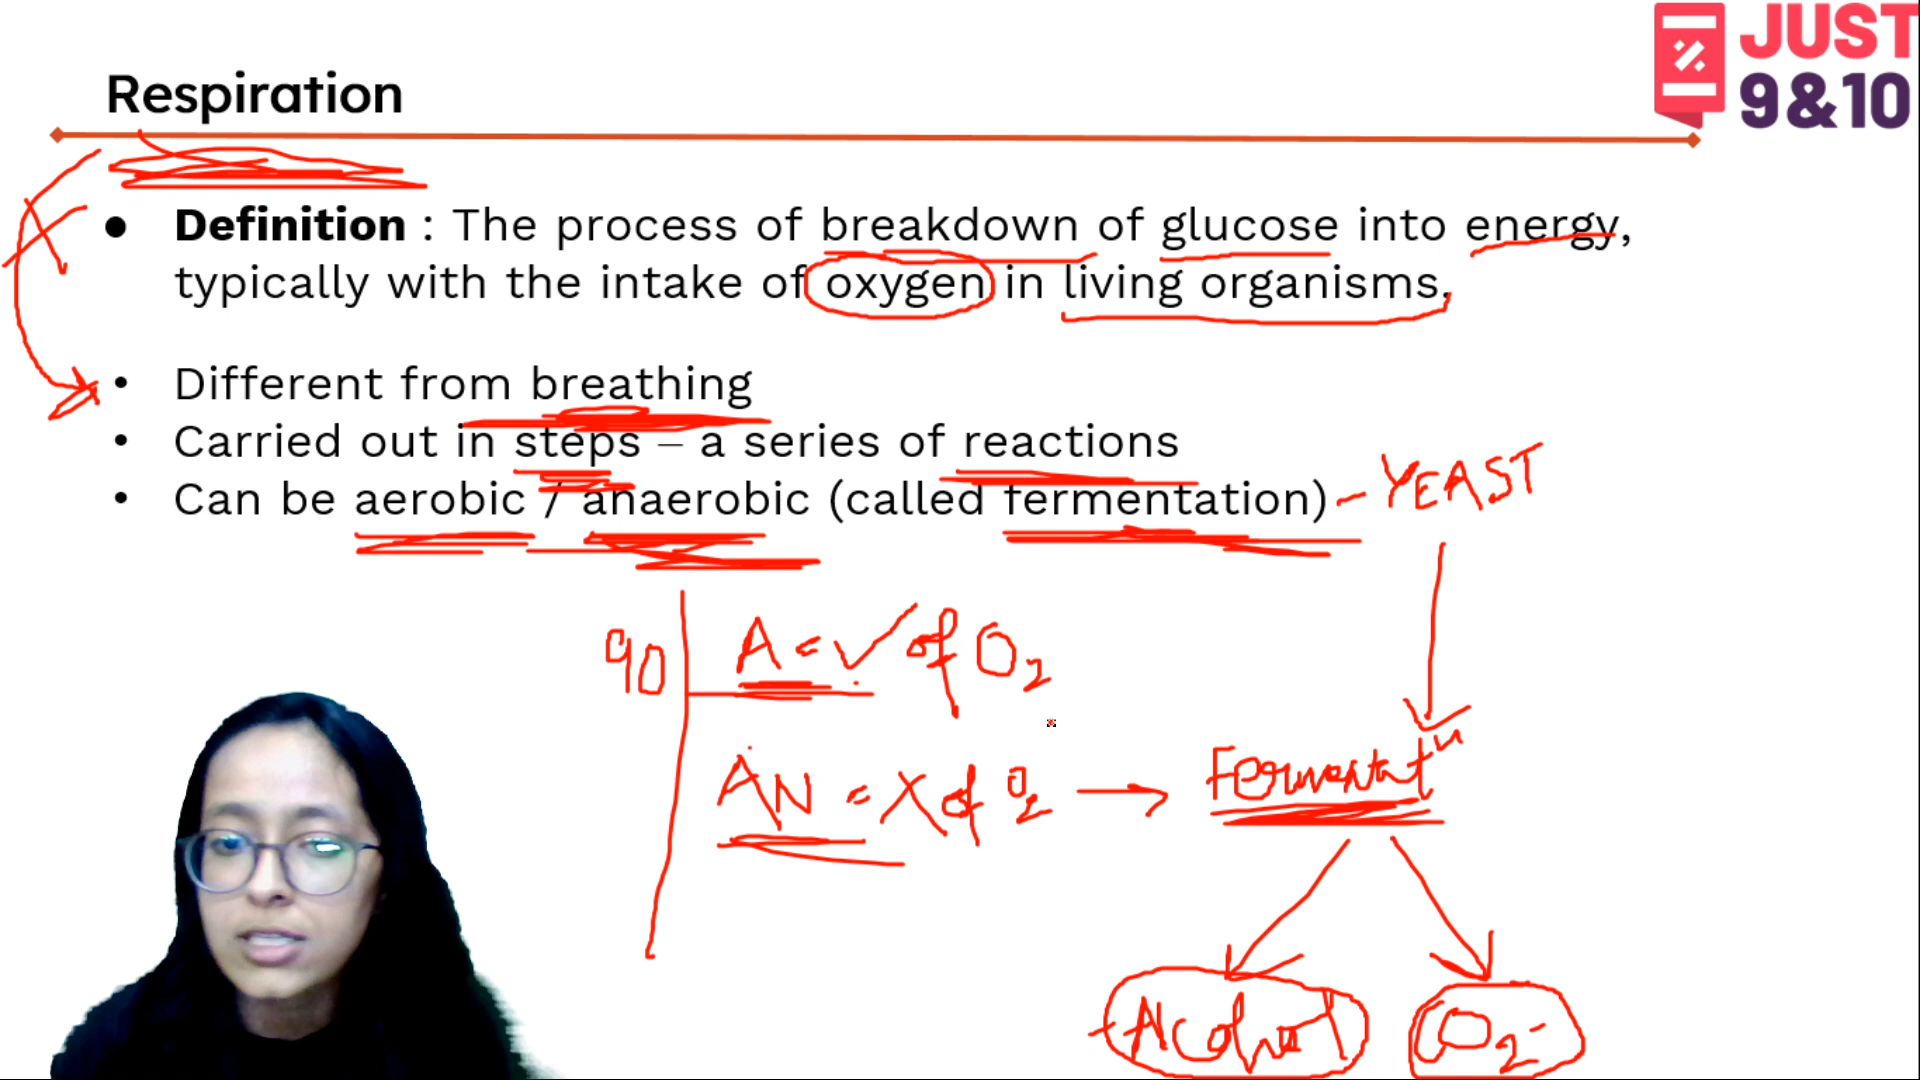 JUST
9&10
Respiration
● Definition : The process of breakdown of glucose into energy,
typically with the intake of oxygen in living organisms.
• Different from breathing
• Carried out in steps – a series of reactions
• Can be aerobic / anaerobic (called fermentation) - YEAST
90
A = ✓ of O2
AN = X of O2 → Fermentatⁿ
Alcohol
CO2